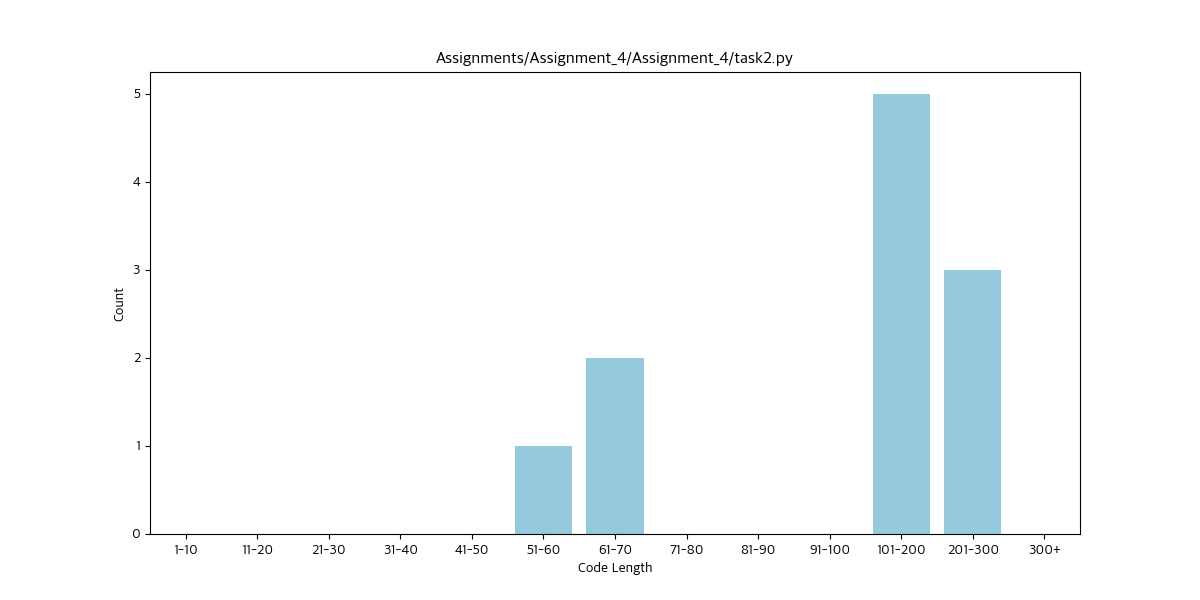 Assignments/Assignment_4/Assignment_4/task2.py
5
4
3
2
1
0
Count
1-10 11-20 21-30 31-40 41-50 51-60 61-70 71-80 81-90 91-100 101-200 201-300 300+
Code Length